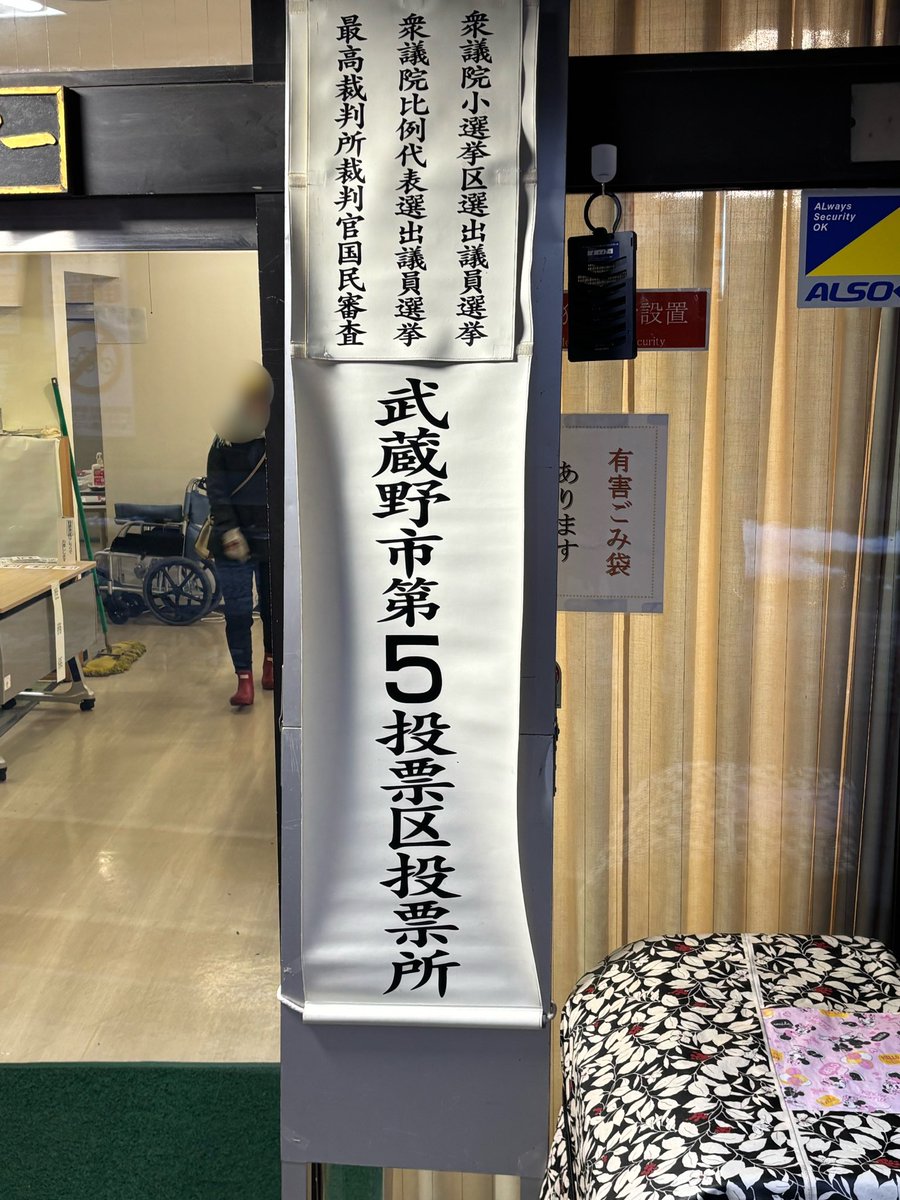 衆議院小選挙区選出議員選挙
衆議院比例代表選出議員選挙
最高裁判所裁判官国民審査
武蔵野市第5投票区投票所
ALways
Security
OK
ALSO
設置
curity
有害ごみ袋
あります